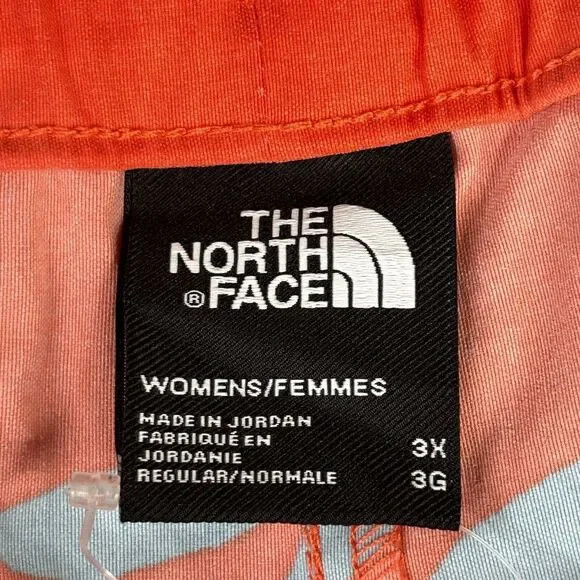 THE
NORTH
® FACE
WOMENS/FEMMES
MADE IN JORDAN
FABRIQUÉ EN
JORDANIE 3X
REGULAR/NORMALE 3G